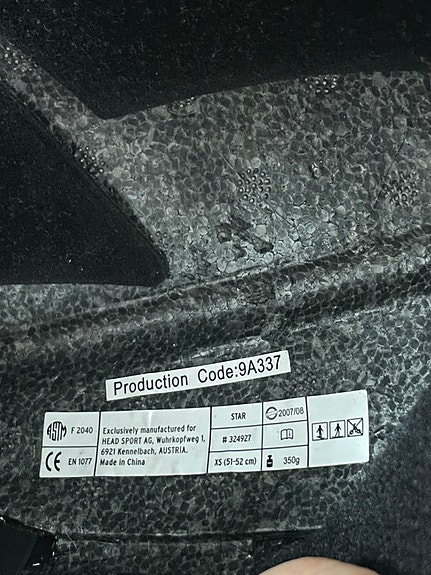 Production Code:9A337
ASTM F 2040
CE EN 1077
Exclusively manufactured for
HEAD SPORT AG, Wuhrkopfweg 1,
6921 Kennelbach, AUSTRIA.
Made in China
STAR
# 324927
XS (51-52 cm)
2007/08
350g